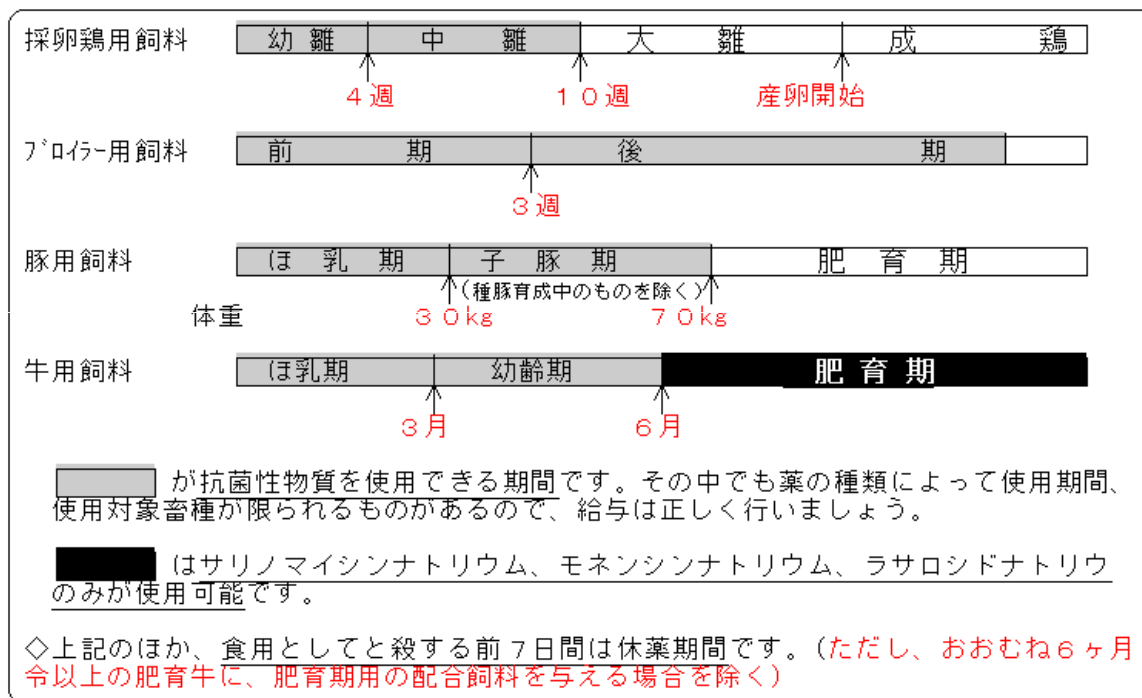 採卵鶏用飼料 幼雛 中雛 大雛 成鶏
4週 10週 産卵開始
ブロイラー用飼料 前期 後期
3週
豚用飼料 ほ乳期 子豚期 肥育期
(種豚育成中のものを除く)
体重 30kg 70kg
牛用飼料 ほ乳期 幼齢期 肥育期
3月 6月
が抗菌性物質を使用できる期間です。その中でも薬の種類によって使用期間、
使用対象畜種が限られるものがあるので、給与は正しく行いましょう。
はサリノマイシンナトリウム、モネンシンナトリウム、ラサロシドナトリウ
のみが使用可能です。
◇上記のほか、食用としてと殺する前7日間は休薬期間です。(ただし、おおむね6ヶ月
令以上の肥育牛に、肥育期用の配合飼料を与える場合を除く)